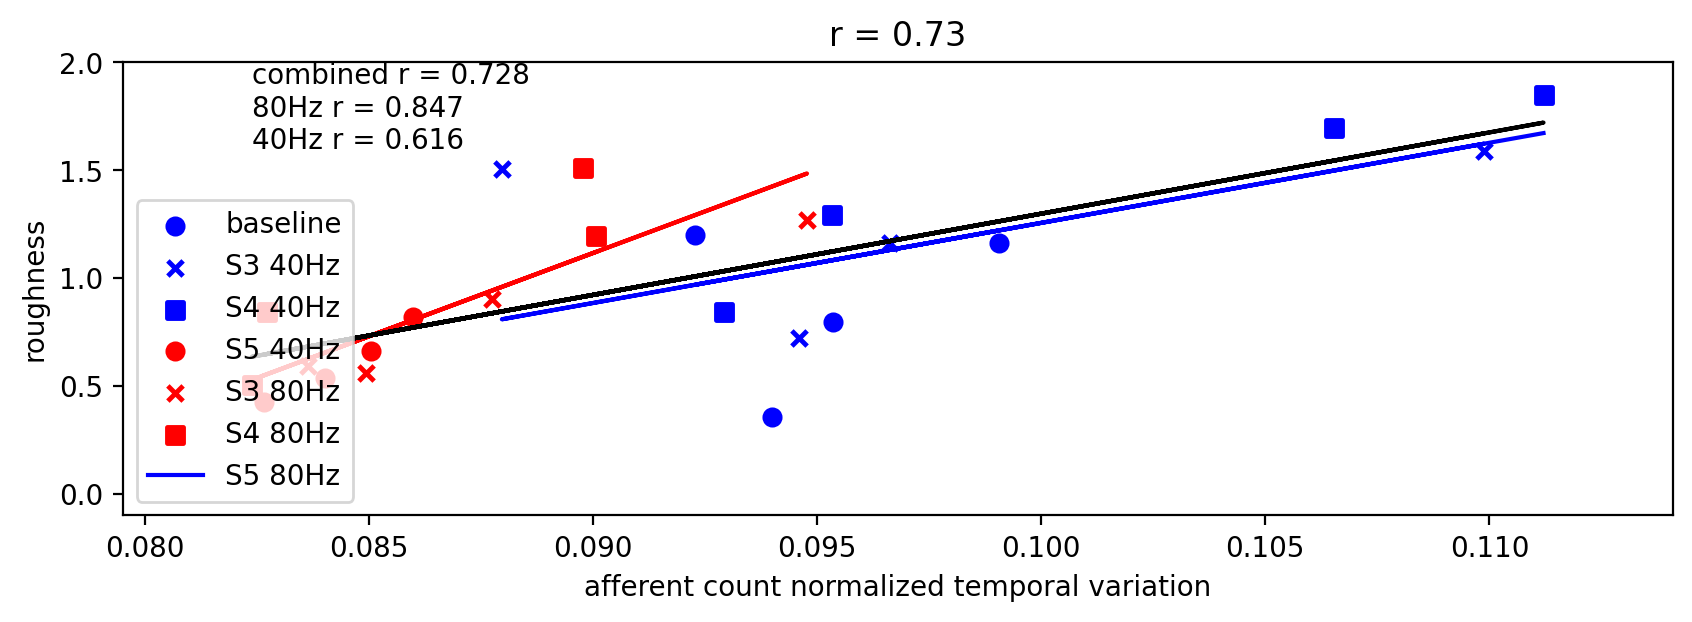 r = 0.73
combined r = 0.728
80Hz r = 0.847
40Hz r = 0.616
baseline
S3 40Hz
S4 40Hz
S5 40Hz
S3 80Hz
S4 80Hz
S5 80Hz
roughness
2.0
1.5
1.0
0.5
0.0
0.080 0.085 0.090 0.095 0.100 0.105 0.110
afferent count normalized temporal variation